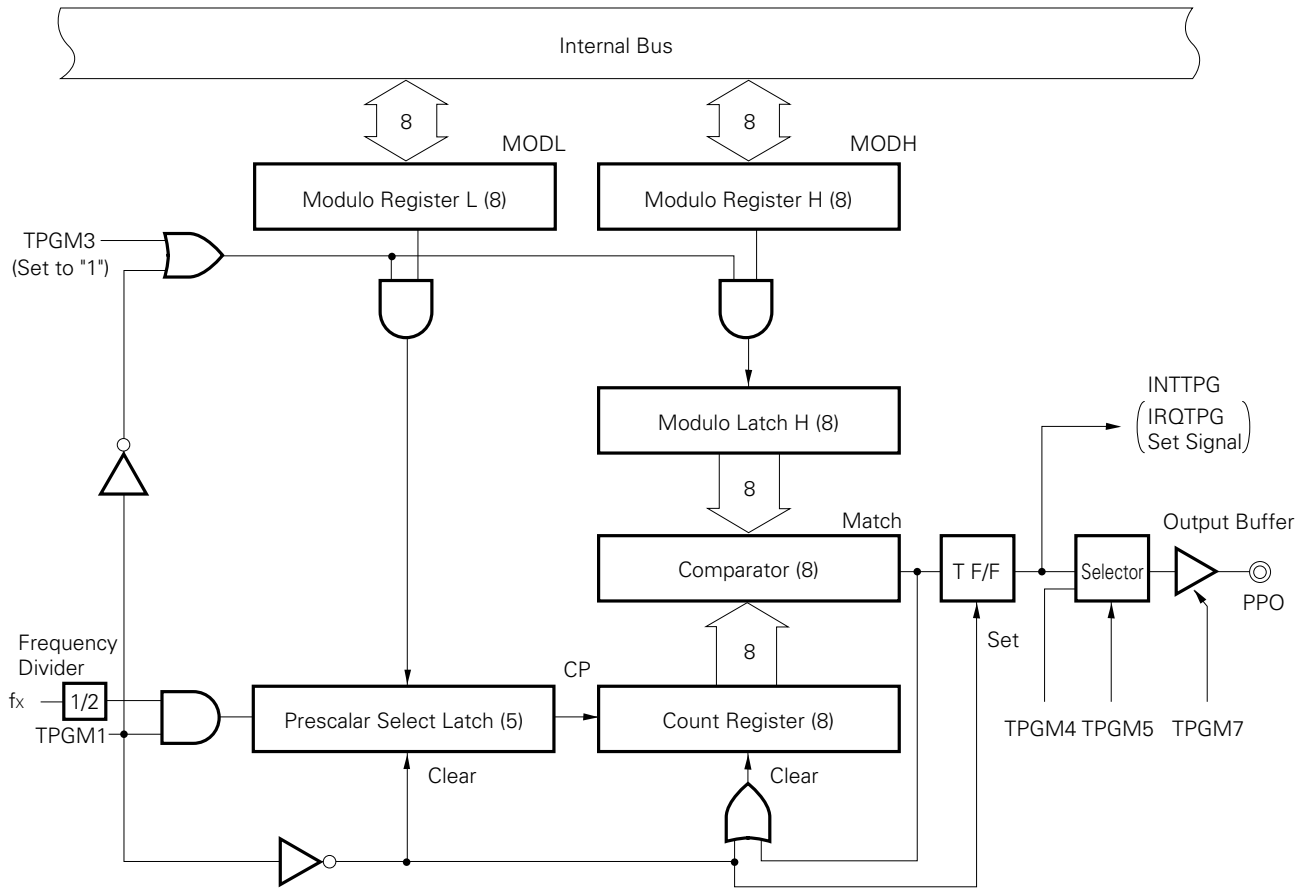 Internal Bus
8
8
MODL
MODH
Modulo Register L (8)
Modulo Register H (8)
TPGM3
(Set to "1")
INTTPG
IRQTPG
Set Signal
Modulo Latch H (8)
8
Match
Output Buffer
Comparator (8)
T F/F
Selector
PPO
Set
Frequency
Divider
8
CP
fx
1/2
Prescalar Select Latch (5)
Count Register (8)
TPGM1
TPGM4
TPGM5
TPGM7
Clear
Clear